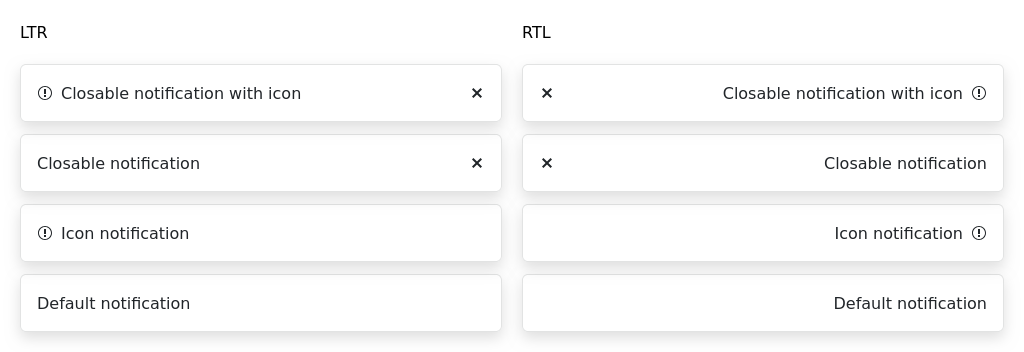 LTR
Closable notification with icon
Closable notification
Icon notification
Default notification
RTL
Closable notification with icon
Closable notification
Icon notification
Default notification